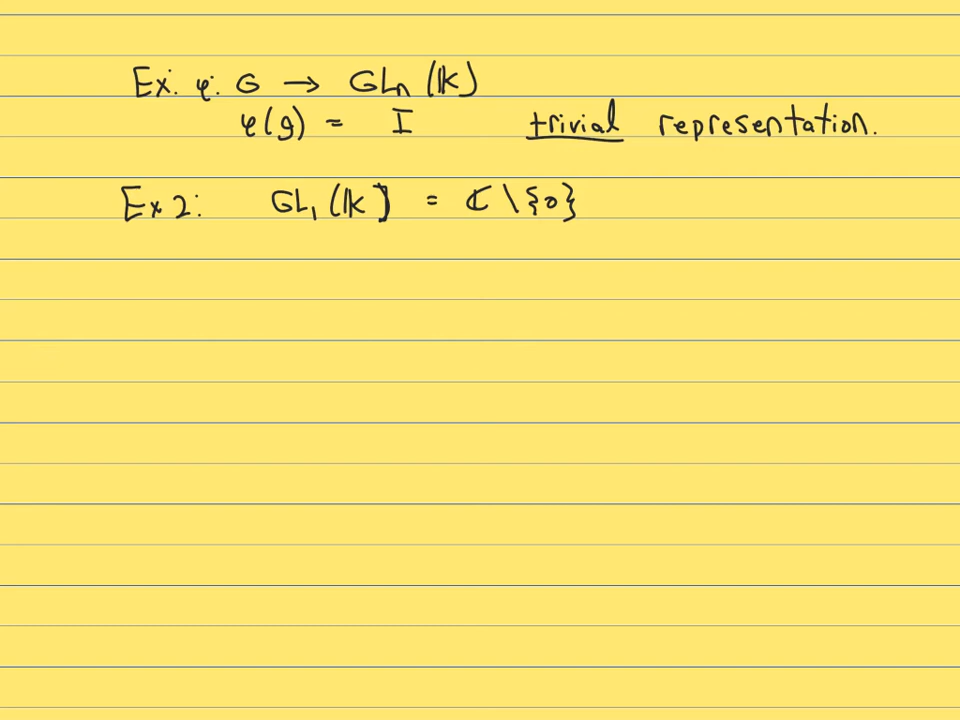 Ex: φ: G → GLn(𝕜)
φ(g) = I trivial representation.
Ex 2: GL₁(𝕜) = ℂ \ {0}